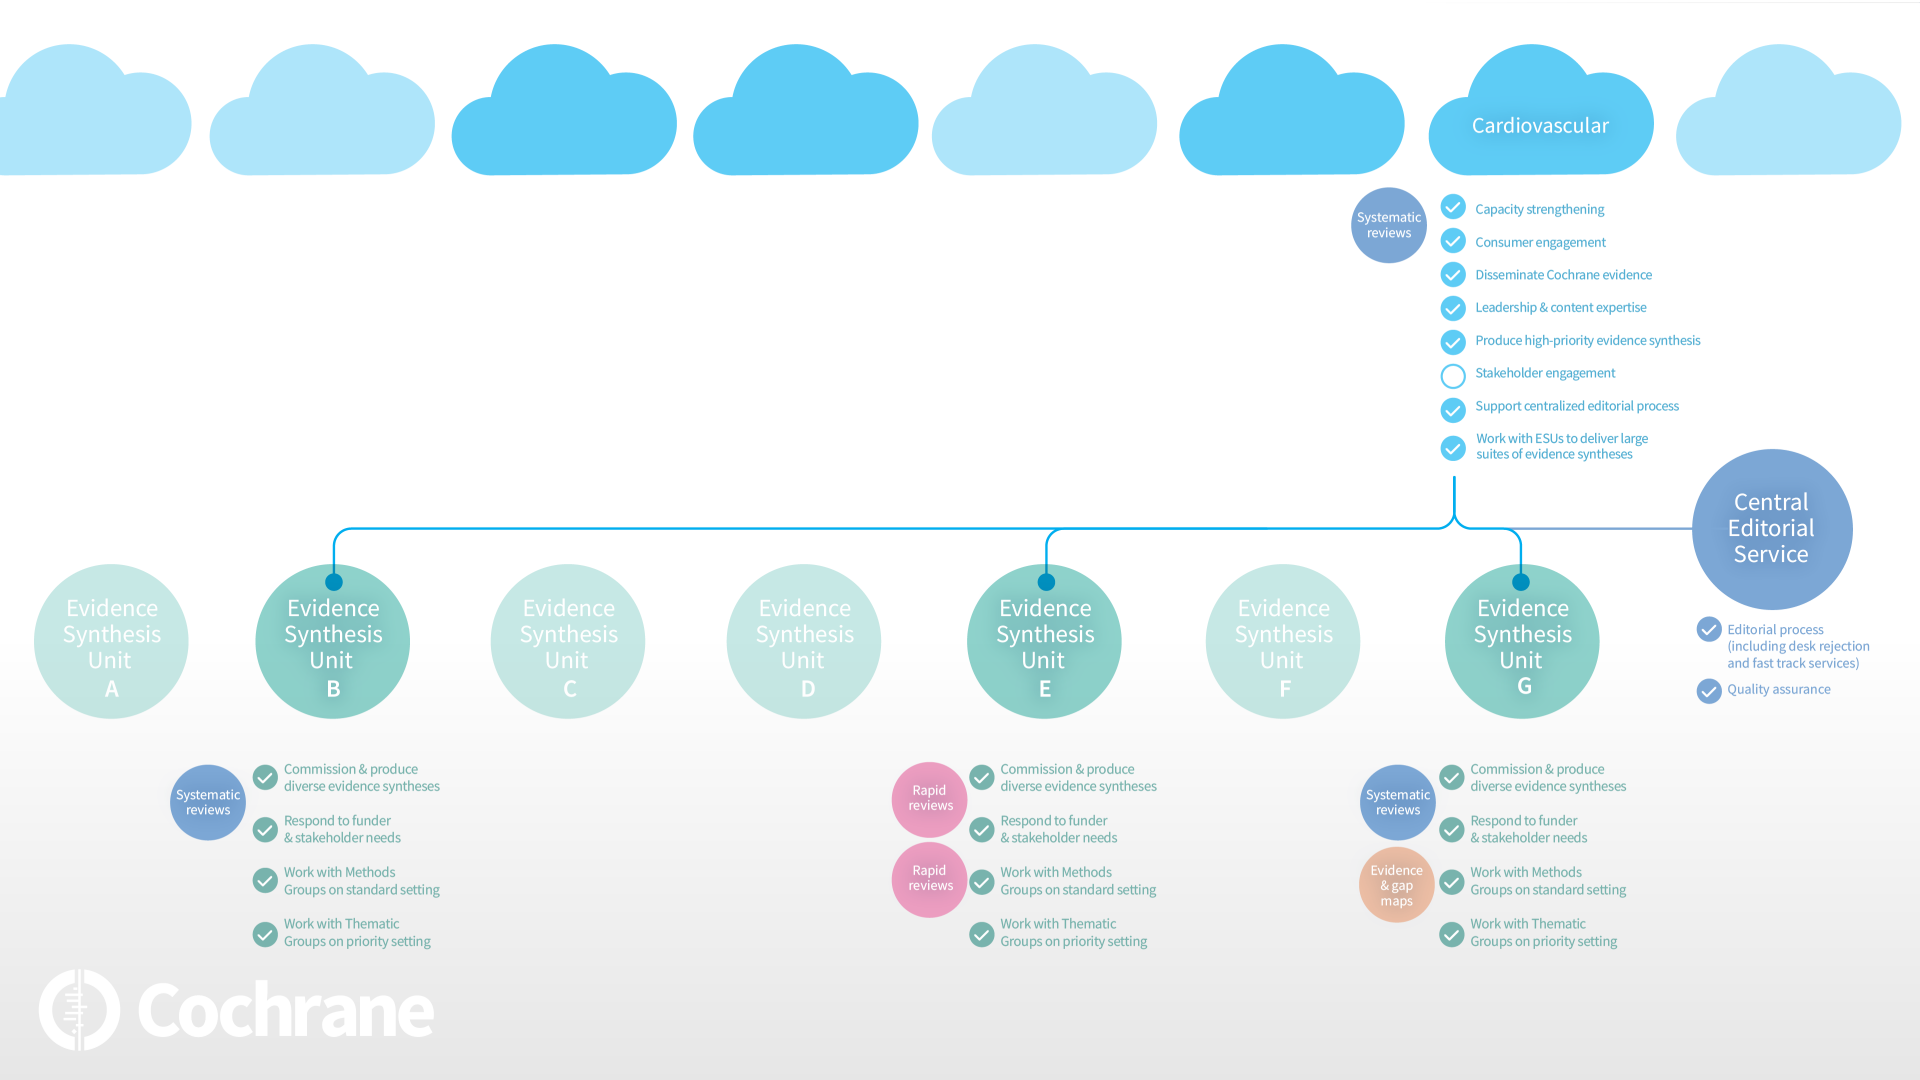 Cardiovascular
Systematic
reviews
Capacity strengthening
Consumer engagement
Disseminate Cochrane evidence
Leadership & content expertise
Produce high-priority evidence synthesis
Stakeholder engagement
Support centralized editorial process
Work with ESUs to deliver large
suites of evidence syntheses
Central
Editorial
Service
Editorial process
(including desk rejection
and fast track services)
Quality assurance
Evidence
Synthesis
Unit
A
Evidence
Synthesis
Unit
B
Evidence
Synthesis
Unit
C
Evidence
Synthesis
Unit
D
Evidence
Synthesis
Unit
E
Evidence
Synthesis
Unit
F
Evidence
Synthesis
Unit
G
Systematic
reviews
Commission & produce
diverse evidence syntheses
Respond to funder
& stakeholder needs
Work with Methods
Groups on standard setting
Work with Thematic
Groups on priority setting
Rapid
reviews
Rapid
reviews
Commission & produce
diverse evidence syntheses
Respond to funder
& stakeholder needs
Work with Methods
Groups on standard setting
Work with Thematic
Groups on priority setting
Systematic
reviews
Evidence
& gap
maps
Commission & produce
diverse evidence syntheses
Respond to funder
& stakeholder needs
Work with Methods
Groups on standard setting
Work with Thematic
Groups on priority setting
Cochrane